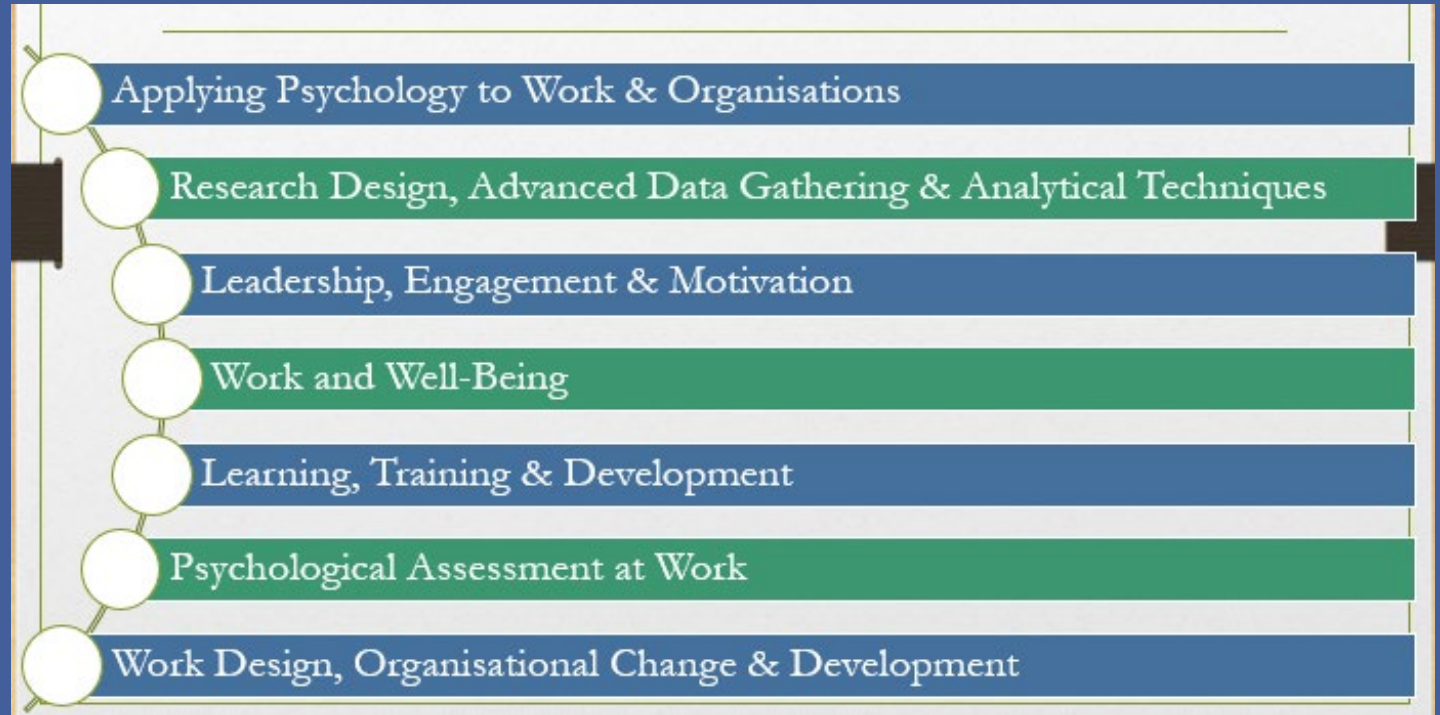 Applying Psychology to Work & Organisations
Research Design, Advanced Data Gathering & Analytical Techniques
Leadership, Engagement & Motivation
Work and Well-Being
Learning, Training & Development
Psychological Assessment at Work
Work Design, Organisational Change & Development